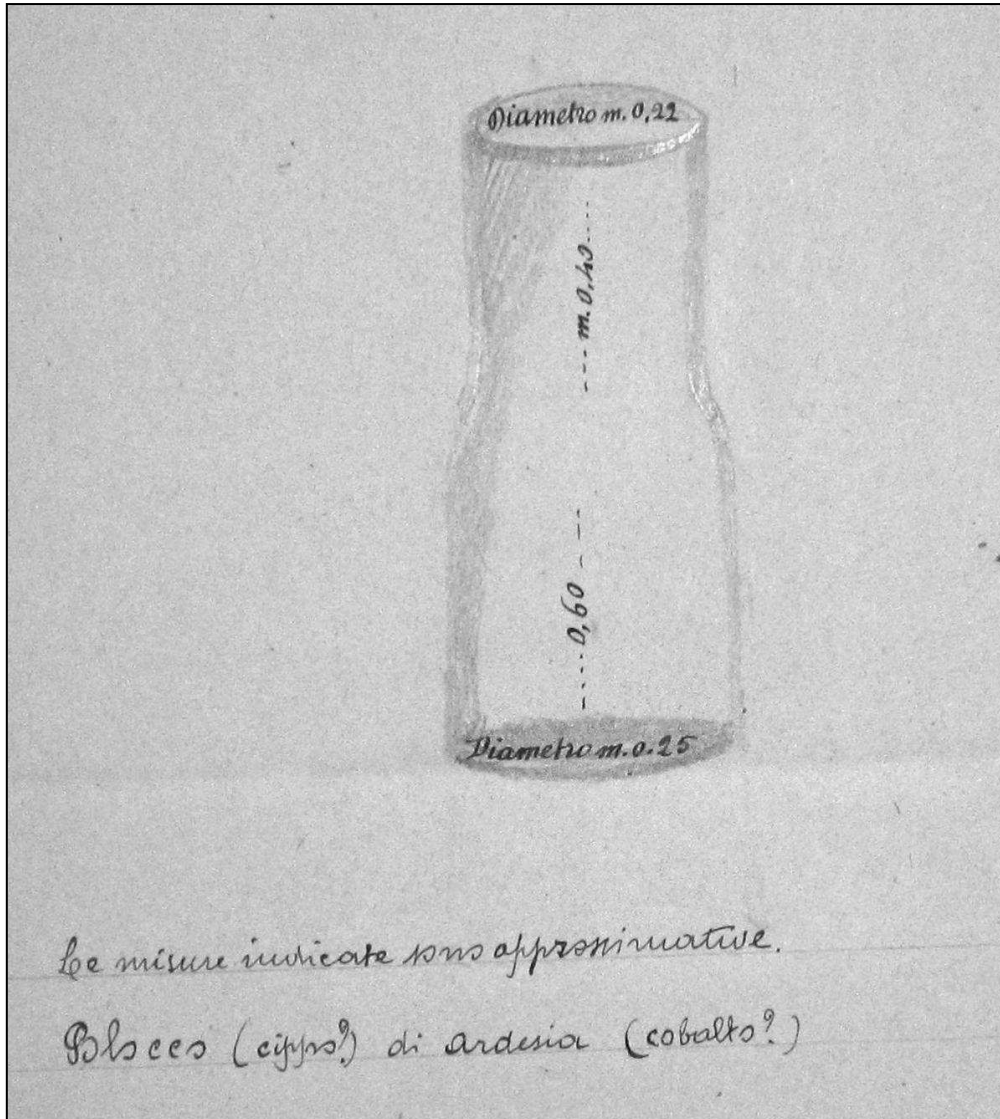 Diametro m. 0,22
m. 0,40
0,60
Diametro m. 0.25
Le misure indicate sono approssimative.
Blocco (cippo?) di ardesia (cobalto?)